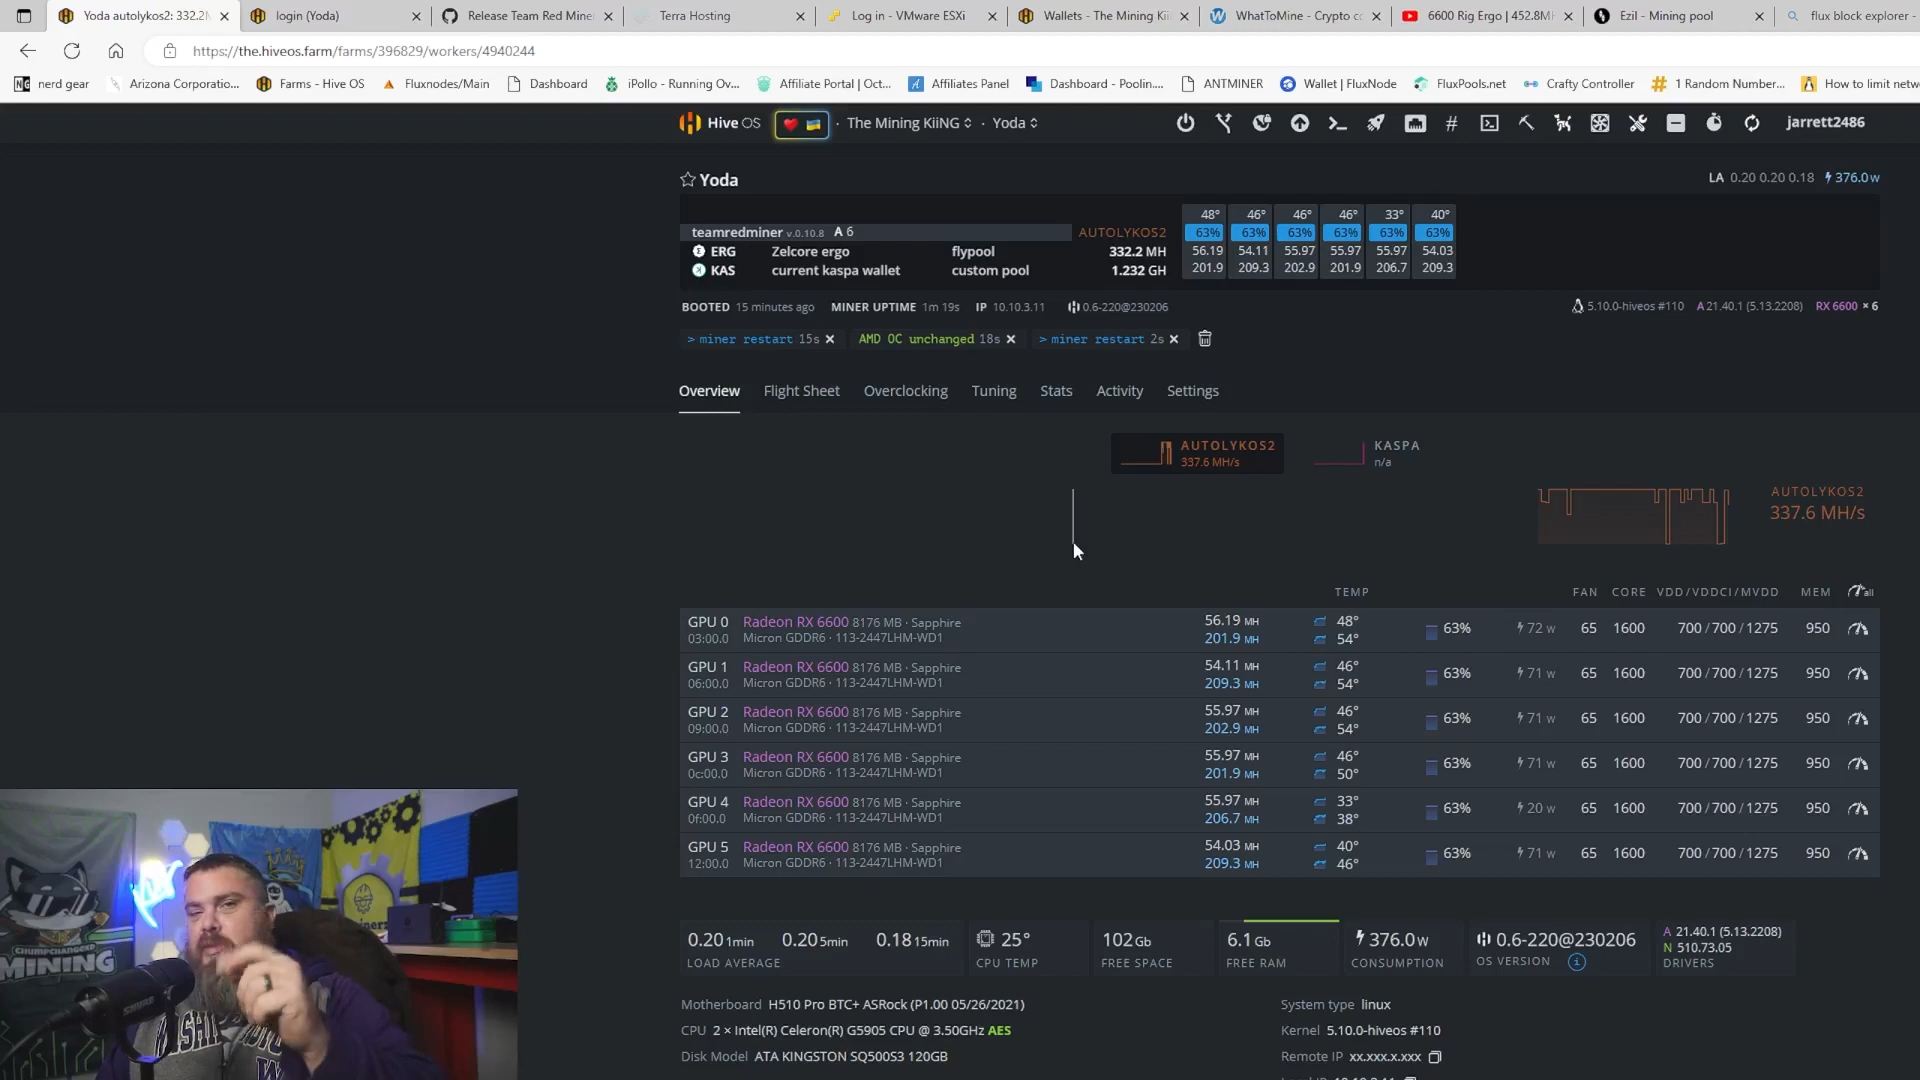 Yoda autolykos2: 332.2M
login (Yoda)
Release Team Red Mine
Terra Hosting
Log in - VMware ESXi
Wallets - The Mining Kii
WhatToMine - Crypto co
6600 Rig Ergo | 452.8M
Ezil - Mining pool
flux block explorer -
https://the.hiveos.farm/farms/396829/workers/4940244
nerd gear
Arizona Corporatio...
Farms - Hive OS
Fluxnodes/Main
Dashboard
iPollo - Running Ov...
Affiliate Portal | Oct...
Affiliates Panel
Dashboard - Poolin....
ANTMINER
Wallet | FluxNode
FluxPools.net
Crafty Controller
1 Random Number...
How to limit netw
Hive OS · The Mining KiiNG · Yoda
jarrett2486
Yoda
LA 0.20 0.20 0.18 376.0 w
teamredminer v.0.10.8 A 6 AUTOLYKOS2
ERG Zelcore ergo flypool 332.2 MH
KAS current kaspa wallet custom pool 1.232 GH
48° 46° 46° 46° 33° 40°
63% 63% 63% 63% 63% 63%
56.19 54.11 55.97 55.97 55.97 54.03
201.9 209.3 202.9 201.9 206.7 209.3
BOOTED 15 minutes ago MINER UPTIME 1m 19s IP 10.10.3.11 0.6-220@230206
5.10.0-hiveos #110 A 21.40.1 (5.13.2208) RX 6600 × 6
> miner restart 15s ×
AMD OC unchanged 18s ×
> miner restart 2s ×
Overview Flight Sheet Overclocking Tuning Stats Activity Settings
AUTOLYKOS2
337.6 MH/s
KASPA
n/a
AUTOLYKOS2
337.6 MH/s
TEMP FAN CORE VDD/VDDCI/MVDD MEM all
GPU 0 Radeon RX 6600 8176 MB · Sapphire 56.19 MH 48°
03:00.0 Micron GDDR6 · 113-2447LHM-WD1 201.9 MH 54°
63% 72 w 65 1600 700 / 700 / 1275 950
GPU 1 Radeon RX 6600 8176 MB · Sapphire 54.11 MH 46°
06:00.0 Micron GDDR6 · 113-2447LHM-WD1 209.3 MH 54°
63% 71 w 65 1600 700 / 700 / 1275 950
GPU 2 Radeon RX 6600 8176 MB · Sapphire 55.97 MH 46°
09:00.0 Micron GDDR6 · 113-2447LHM-WD1 202.9 MH 54°
63% 71 w 65 1600 700 / 700 / 1275 950
GPU 3 Radeon RX 6600 8176 MB · Sapphire 55.97 MH 46°
0c:00.0 Micron GDDR6 · 113-2447LHM-WD1 201.9 MH 50°
63% 71 w 65 1600 700 / 700 / 1275 950
GPU 4 Radeon RX 6600 8176 MB · Sapphire 55.97 MH 33°
0f:00.0 Micron GDDR6 · 113-2447LHM-WD1 206.7 MH 38°
63% 20 w 65 1600 700 / 700 / 1275 950
GPU 5 Radeon RX 6600 8176 MB · Sapphire 54.03 MH 40°
12:00.0 Micron GDDR6 · 113-2447LHM-WD1 209.3 MH 46°
63% 71 w 65 1600 700 / 700 / 1275 950
0.20 1min 0.20 5min 0.18 15min
LOAD AVERAGE
25°
CPU TEMP
102 Gb
FREE SPACE
6.1 Gb
FREE RAM
376.0 W
CONSUMPTION
0.6-220@230206
OS VERSION
A 21.40.1 (5.13.2208)
N 510.73.05
DRIVERS
Motherboard H510 Pro BTC+ ASRock (P1.00 05/26/2021)
CPU 2 × Intel(R) Celeron(R) G5905 CPU @ 3.50GHz AES
Disk Model ATA KINGSTON SQ500S3 120GB
System type linux
Kernel 5.10.0-hiveos #110
Remote IP xx.xxx.x.xxx
CHUMPCHANGEXD
MINING
SHURE